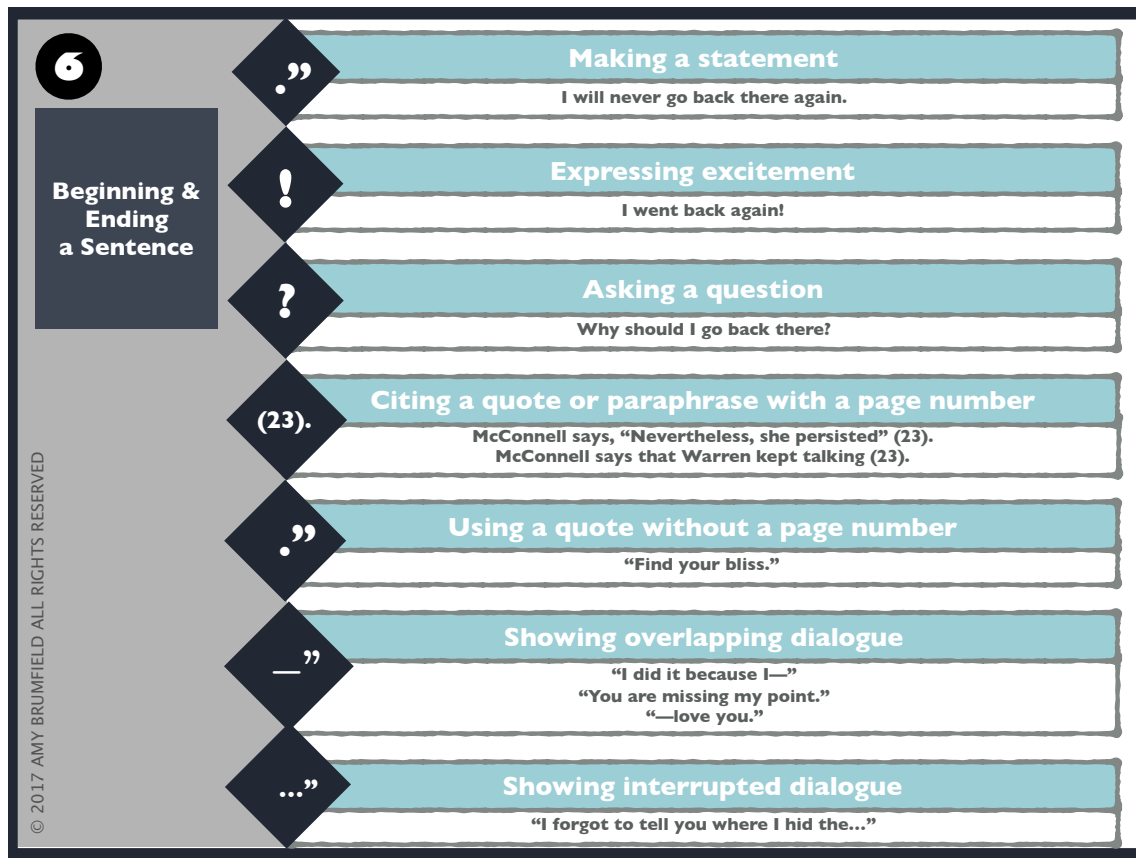 6
Beginning &
Ending
a Sentence
© 2017 AMY BRUMFIELD ALL RIGHTS RESERVED
.”
Making a statement
I will never go back there again.
!
Expressing excitement
I went back again!
?
Asking a question
Why should I go back there?
(23).
Citing a quote or paraphrase with a page number
McConnell says, “Nevertheless, she persisted” (23).
McConnell says that Warren kept talking (23).
.”
Using a quote without a page number
“Find your bliss.”
—”
Showing overlapping dialogue
“I did it because I—”
“You are missing my point.”
“—love you.”
...”
Showing interrupted dialogue
“I forgot to tell you where I hid the...”